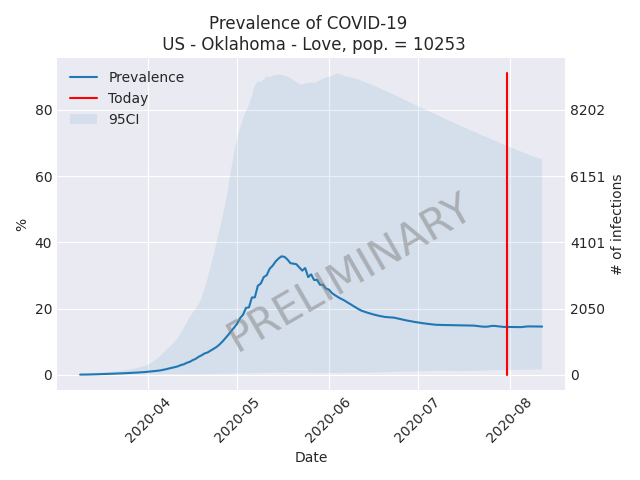 Prevalence of COVID-19
US - Oklahoma - Love, pop. = 10253
Prevalence
Today
95CI
PRELIMINARY
%
80
60
40
20
0
8202
6151
4101
2050
0
# of infections
2020-04
2020-05
2020-06
2020-07
2020-08
Date